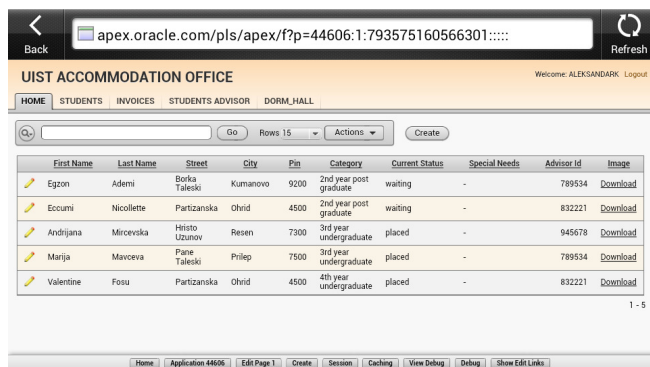 Back
apex.oracle.com/pls/apex/f?p=44606:1:793575160566301:::::
Refresh
UIST ACCOMMODATION OFFICE
Welcome: ALEKSANDARK Logout
HOME STUDENTS INVOICES STUDENTS ADVISOR DORM_HALL
Go Rows 15 Actions Create
First Name Last Name Street City Pin Category Current Status Special Needs Advisor Id Image
Egzon Ademi Borka Taleski Kumanovo 9200 2nd year post graduate waiting - 789534 Download
Eccumi Nicollette Partizanska Ohrid 4500 2nd year post graduate waiting - 832221 Download
Andrijana Mircevska Hristo Uzunov Resen 7300 3rd year undergraduate placed - 945678 Download
Marija Mavceva Pane Taleski Prilep 7500 3rd year undergraduate placed - 789534 Download
Valentine Fosu Partizanska Ohrid 4500 4th year undergraduate placed - 832221 Download
1 - 5
Home Application 44606 Edit Page 1 Create Session Caching View Debug Debug Show Edit Links